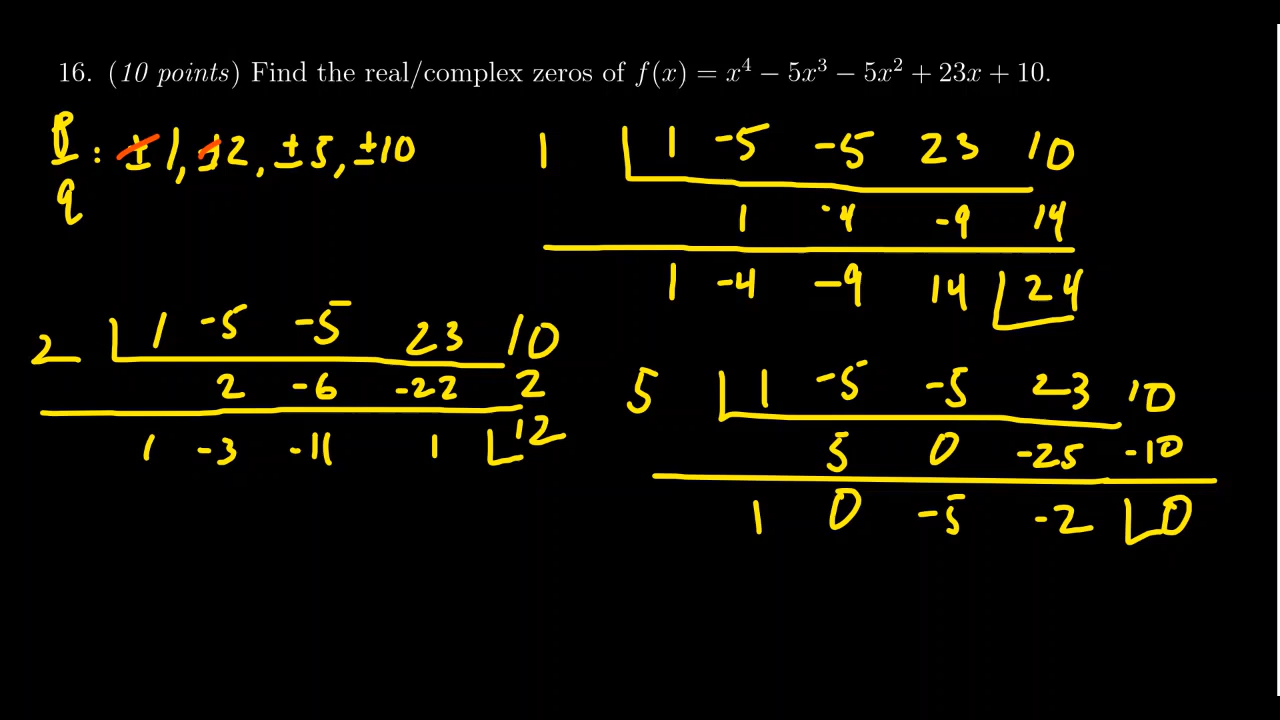 16. (10 points) Find the real/complex zeros of f(x) = x⁴ − 5x³ − 5x² + 23x + 10.
p/q : ±1, ±2, ±5, ±10
1 | 1 -5 -5 23 10
1 -4 -9 14
1 -4 -9 14 | 24
2 | 1 -5 -5 23 10
2 -6 -22 2
1 -3 -11 1 | 12
5 | 1 -5 -5 23 10
5 0 -25 -10
1 0 -5 -2 | 0